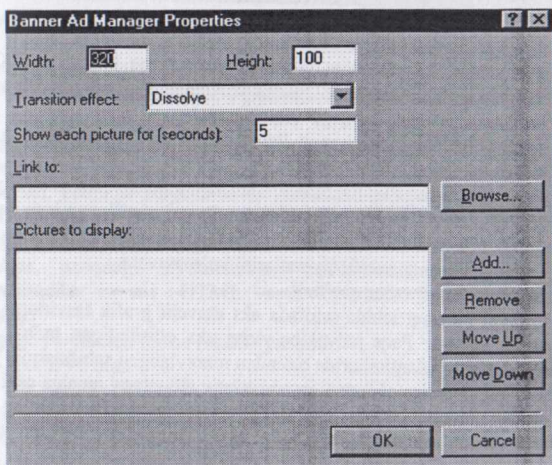 Banner Ad Manager Properties ? X
Width: 320 Height: 100
Transition effect: Dissolve
Show each picture for (seconds): 5
Link to:
Browse...
Pictures to display:
Add...
Remove
Move Up
Move Down
OK Cancel